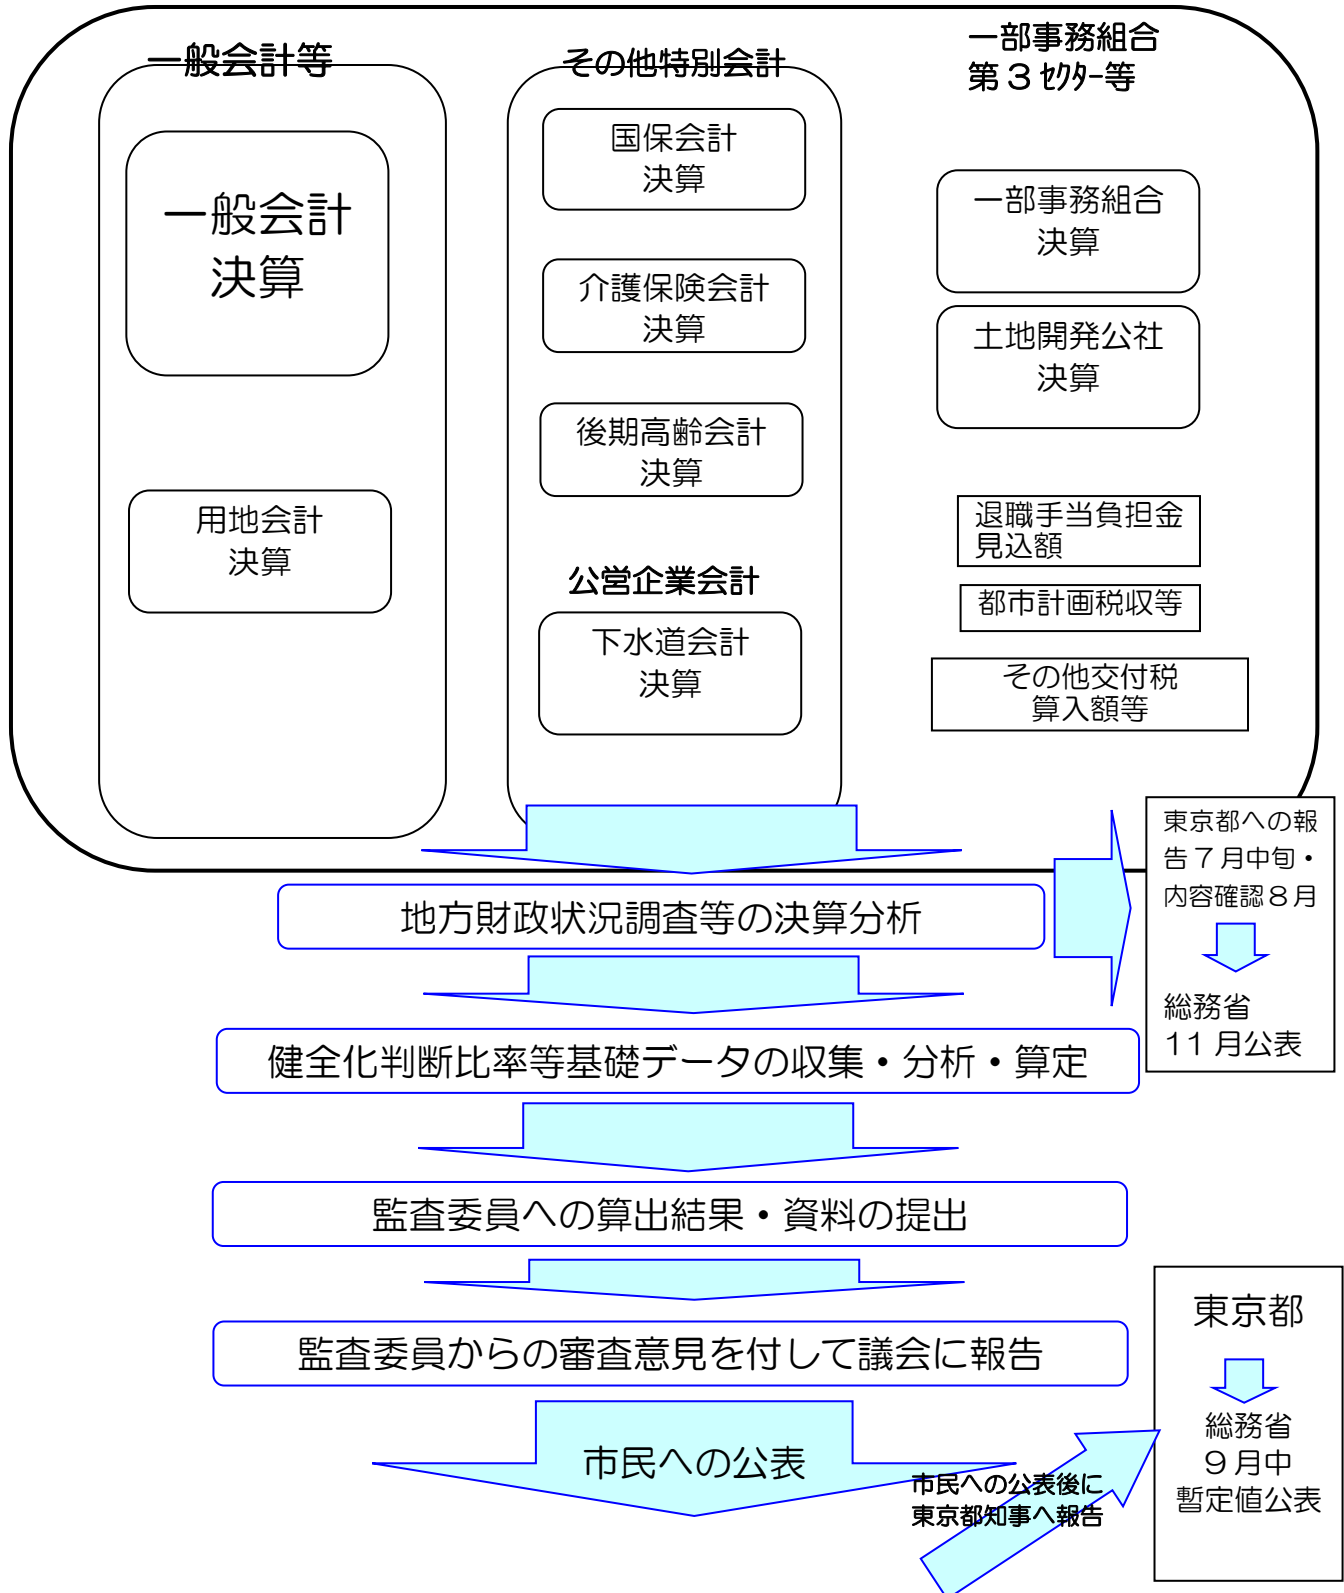 一般会計等
一般会計
決算
用地会計
決算
その他特別会計
国保会計
決算
介護保険会計
決算
後期高齢会計
決算
公営企業会計
下水道会計
決算
一部事務組合
第３ｾｸﾀｰ等
一部事務組合
決算
土地開発公社
決算
退職手当負担金
見込額
都市計画税収等
その他交付税
算入額等
東京都への報
告７月中旬・
内容確認８月
総務省
11 月公表
地方財政状況調査等の決算分析
健全化判断比率等基礎データの収集・分析・算定
監査委員への算出結果・資料の提出
監査委員からの審査意見を付して議会に報告
市民への公表
市民への公表後に
東京都知事へ報告
東京都
総務省
９月中
暫定値公表